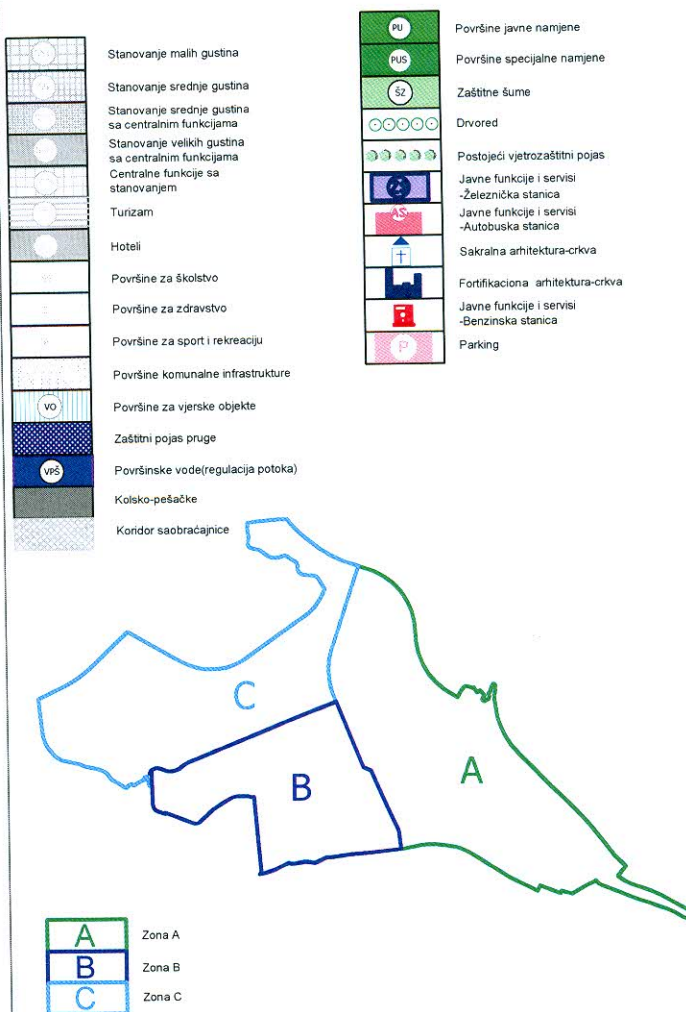 Stanovanje malih gustina
Stanovanje srednje gustina
Stanovanje srednje gustina
sa centralnim funkcijama
Stanovanje velikih gustina
sa centralnim funkcijama
Centralne funkcije sa
stanovanjem
Turizam
Hoteli
Površine za školstvo
Površine za zdravstvo
Površine za sport i rekreaciju
Površine komunalne infrastrukture
VO
Površine za vjerske objekte
Zaštitni pojas pruge
VPŠ
Površinske vode(regulacija potoka)
Kolsko-pešačke
Koridor saobraćajnice
PU
Površine javne namjene
PUS
Površine specijalne namjene
ŠZ
Zaštitne šume
Drvored
Postojeći vjetrozaštitni pojas
ŽS
Javne funkcije i servisi
-Železnička stanica
AS
Javne funkcije i servisi
-Autobuska stanica
Sakralna arhitektura-crkva
Fortifikaciona arhitektura-crkva
Javne funkcije i servisi
-Benzinska stanica
P
Parking
C
B
A
A
Zona A
B
Zona B
C
Zona C